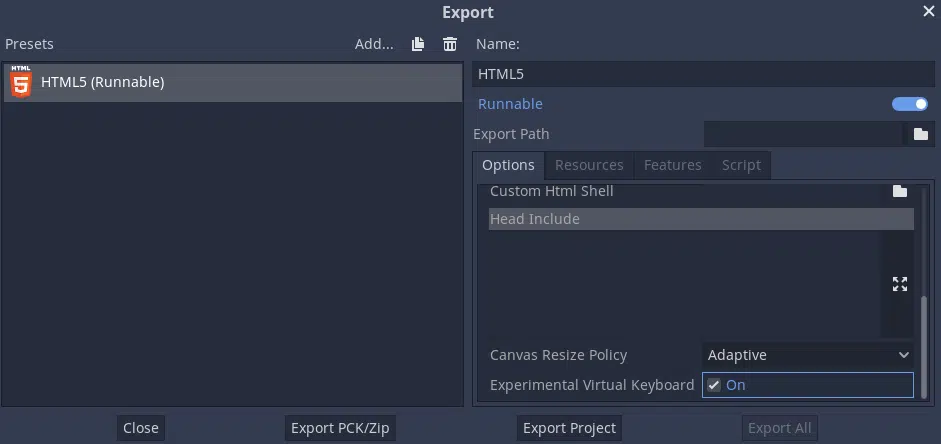 Export
Presets
Add...
Name:
HTML
5
HTML5 (Runnable)
HTML5
Runnable
Export Path
Options Resources Features Script
Custom Html Shell
Head Include
Canvas Resize Policy Adaptive
Experimental Virtual Keyboard On
Close Export PCK/Zip Export Project Export All